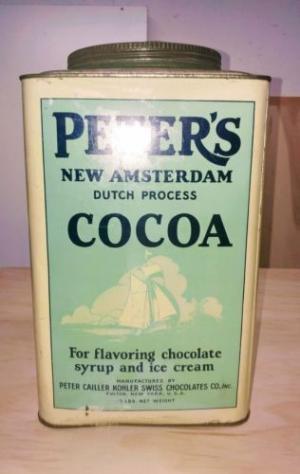 PETER'S
NEW AMSTERDAM
DUTCH PROCESS
COCOA
For flavoring chocolate
syrup and ice cream
MANUFACTURED BY
PETER CAILLER KOHLER SWISS CHOCOLATES CO., INC.
FULTON, NEW YORK, U.S.A.
LBS. NET WEIGHT